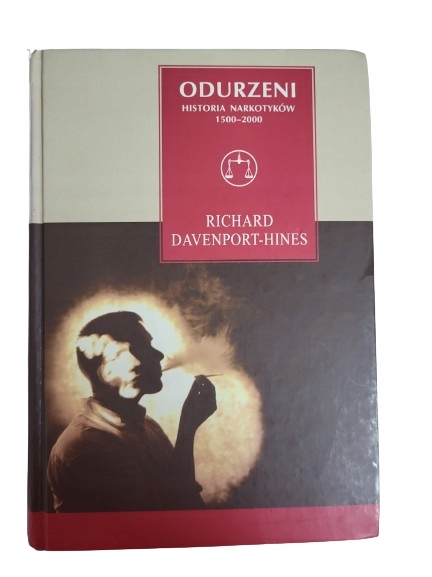 ODURZENI
HISTORIA NARKOTYKÓW
1500–2000
RICHARD
DAVENPORT-HINES